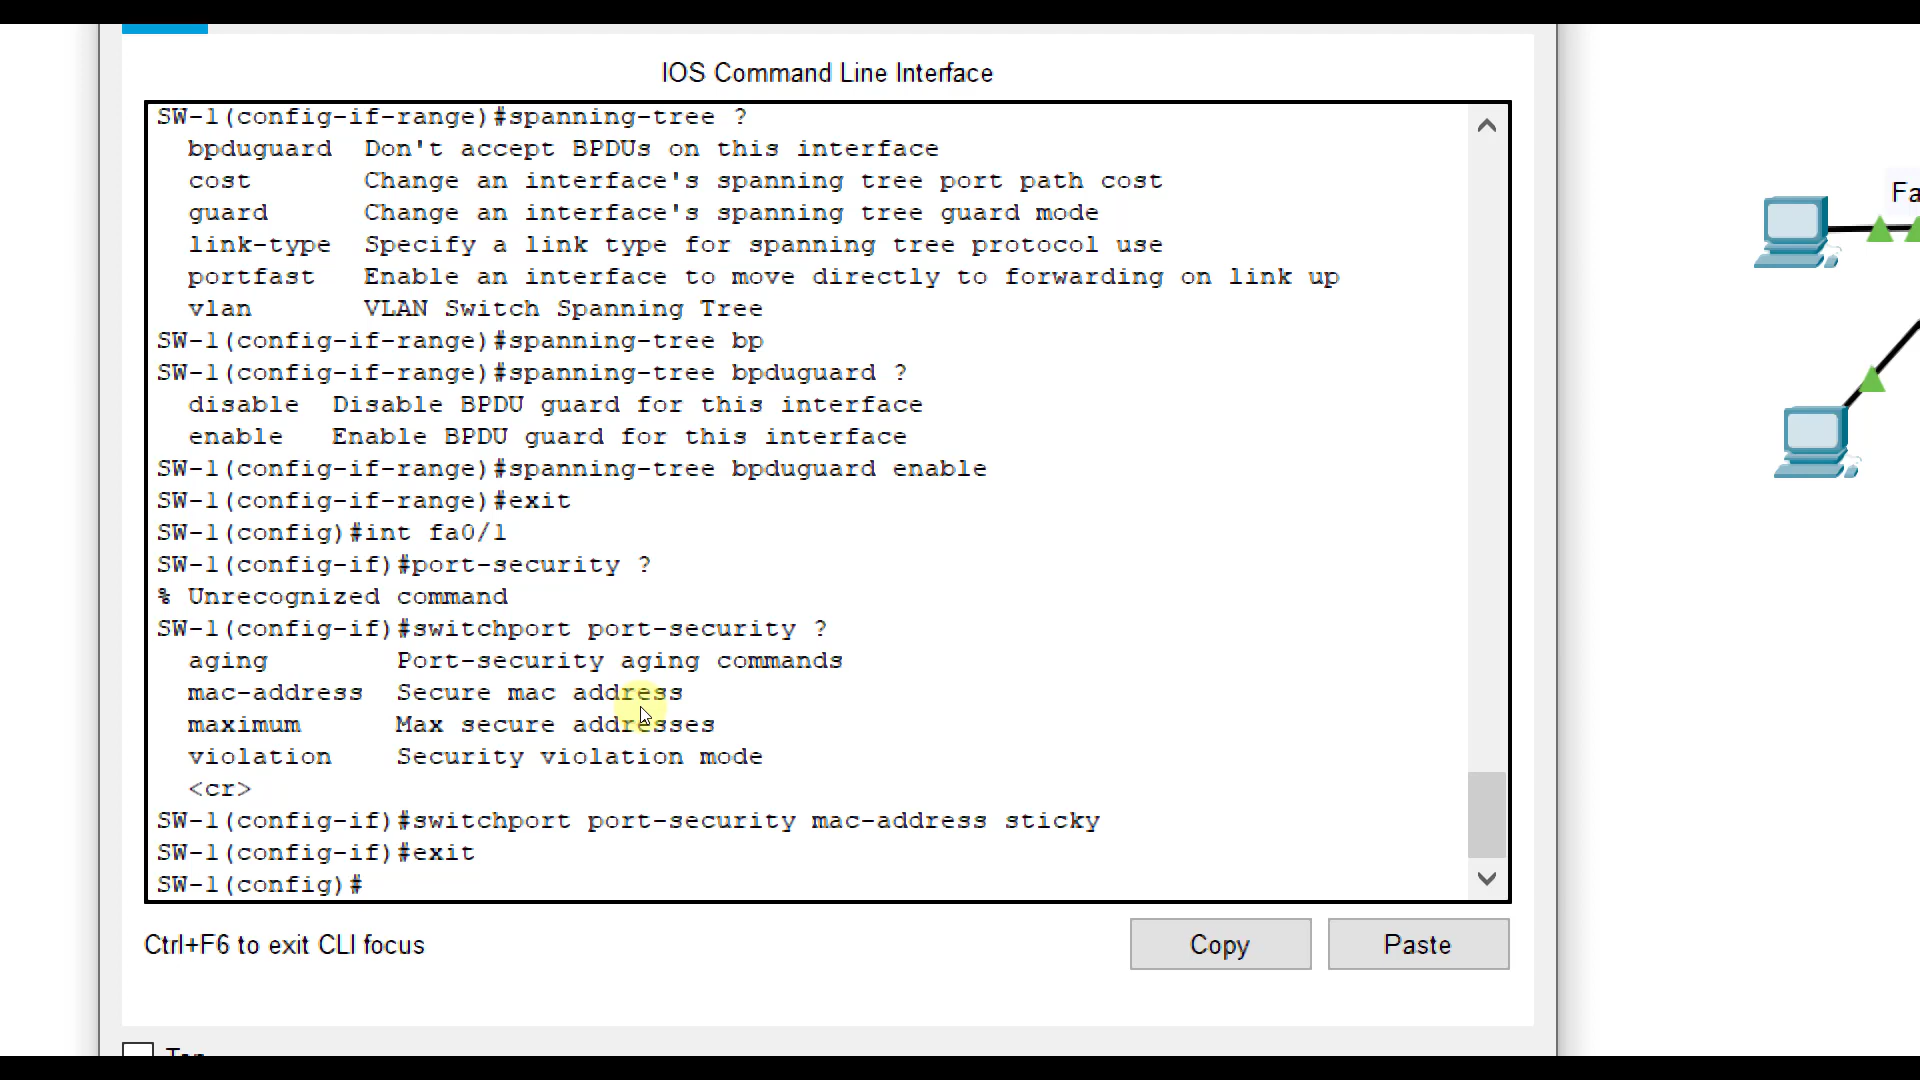 IOS Command Line Interface
SW-1(config-if-range)#spanning-tree ?
bpduguard Don't accept BPDUs on this interface
cost Change an interface's spanning tree port path cost
guard Change an interface's spanning tree guard mode
link-type Specify a link type for spanning tree protocol use
portfast Enable an interface to move directly to forwarding on link up
vlan VLAN Switch Spanning Tree
SW-1(config-if-range)#spanning-tree bp
SW-1(config-if-range)#spanning-tree bpduguard ?
disable Disable BPDU guard for this interface
enable Enable BPDU guard for this interface
SW-1(config-if-range)#spanning-tree bpduguard enable
SW-1(config-if-range)#exit
SW-1(config)#int fa0/1
SW-1(config-if)#port-security ?
% Unrecognized command
SW-1(config-if)#switchport port-security ?
aging Port-security aging commands
mac-address Secure mac address
maximum Max secure addresses
violation Security violation mode
<cr>
SW-1(config-if)#switchport port-security mac-address sticky
SW-1(config-if)#exit
SW-1(config)#
Ctrl+F6 to exit CLI focus
Copy
Paste
Fa